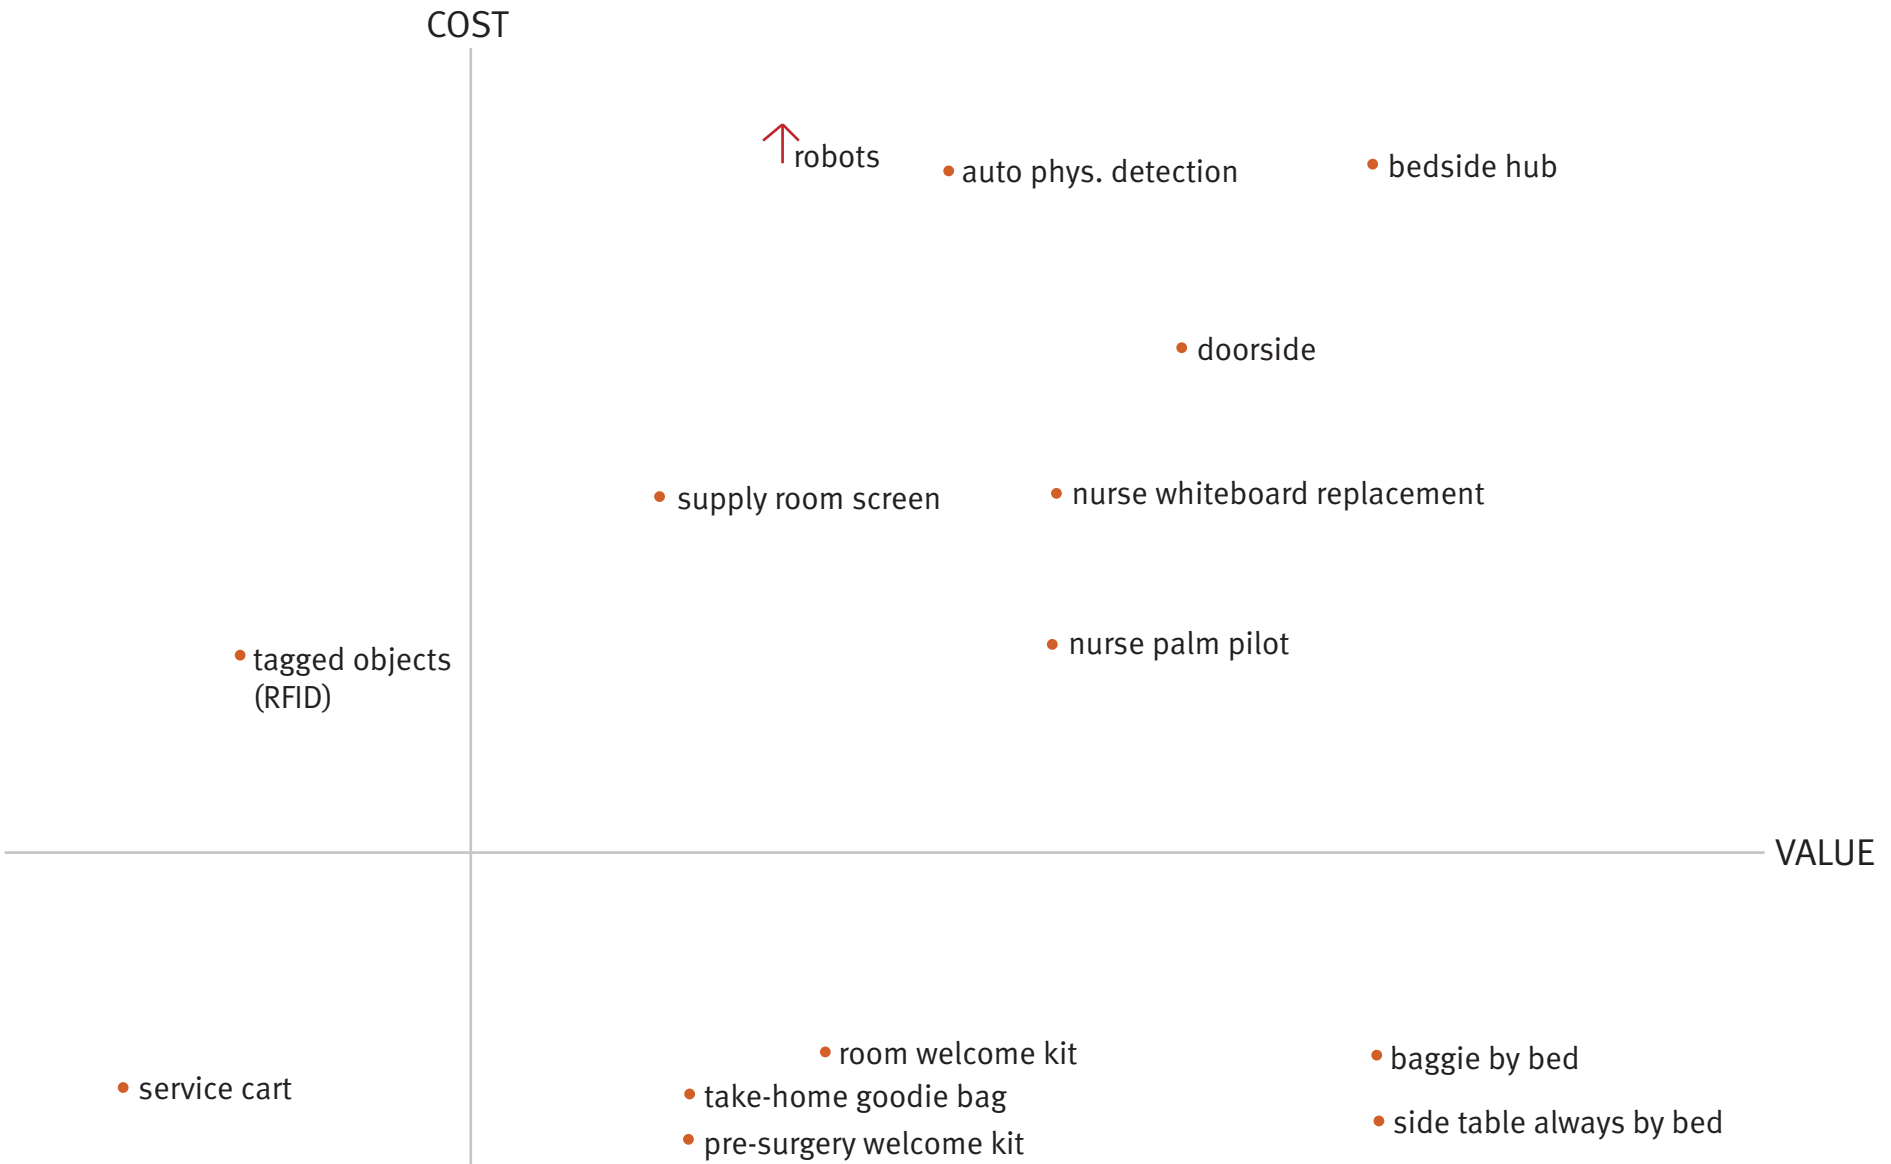 COST
robots
auto phys. detection
bedside hub
doorside
supply room screen
nurse whiteboard replacement
nurse palm pilot
tagged objects
(RFID)
VALUE
room welcome kit
baggie by bed
service cart
take-home goodie bag
side table always by bed
pre-surgery welcome kit